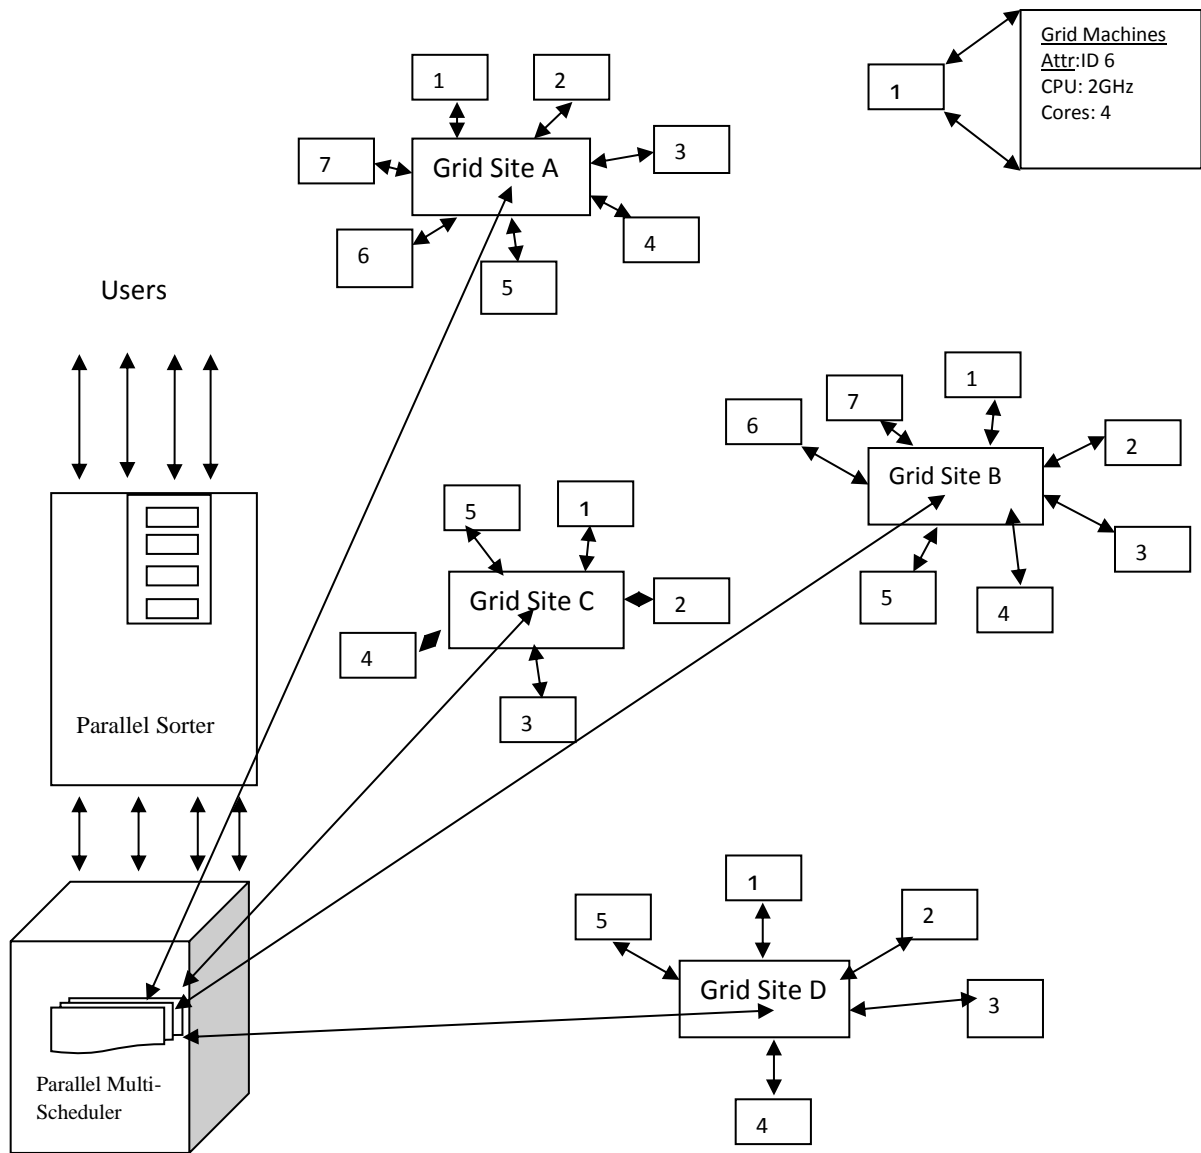 1
2
7
Grid Site A
3
6
5
4
1
Grid Machines
Attr:ID 6
CPU: 2GHz
Cores: 4
Users
1
7
6
2
Grid Site B
3
5
4
5
1
Grid Site C
2
4
3
Parallel Sorter
1
5
2
Grid Site D
3
4
Parallel Multi-
Scheduler